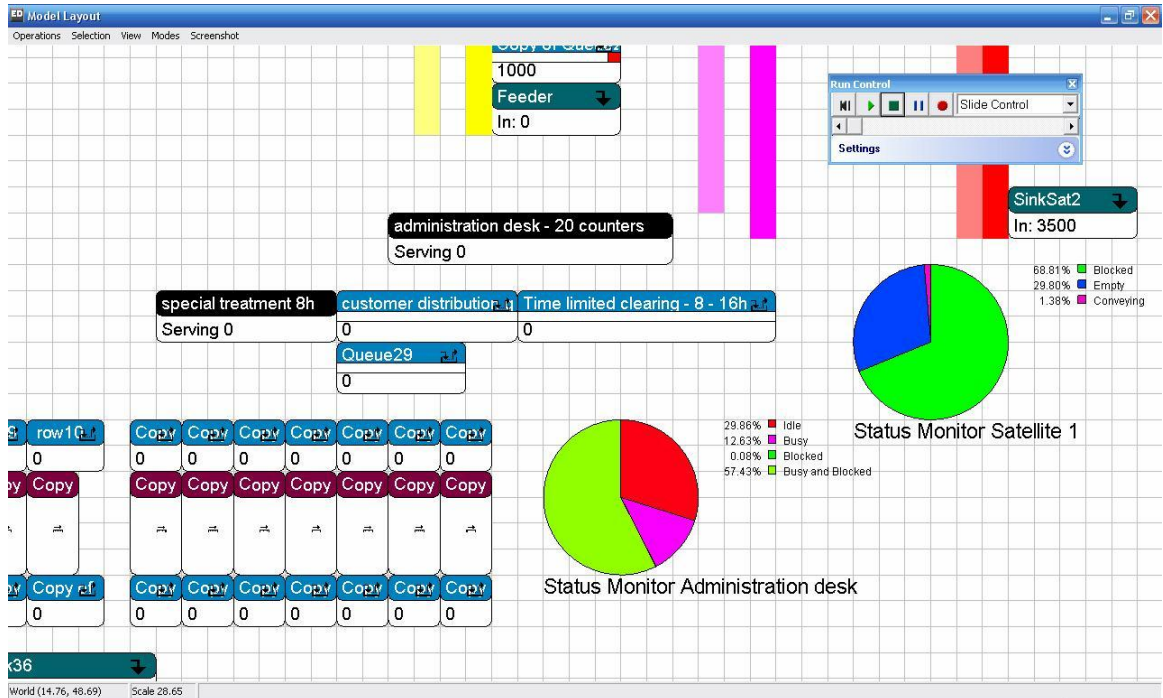 ED Model Layout
Operations Selection View Modes Screenshot
1000
Feeder
In: 0
Run Control
Slide Control
Settings
SinkSat2
In: 3500
administration desk - 20 counters
Serving 0
68.81% Blocked
29.80% Empty
1.38% Conveying
special treatment 8h
customer distribution
Time limited clearing - 8 - 16h
Serving 0
0
0
Queue29
0
Status Monitor Satellite 1
29.86% Idle
12.63% Busy
0.08% Blocked
57.43% Busy and Blocked
row10
Copy Copy Copy Copy Copy Copy Copy
0 0 0 0 0 0 0 0
Copy Copy Copy Copy Copy Copy Copy Copy
Copy Copy Copy Copy Copy Copy Copy Copy
0 0 0 0 0 0 0 0
Status Monitor Administration desk
k36
World (14.76, 48.69) Scale 28.65